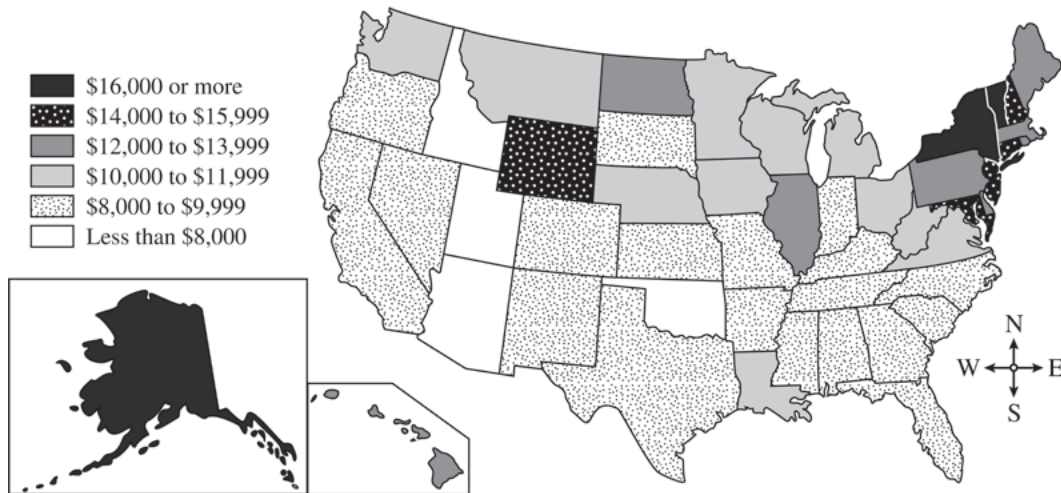 $16,000 or more
$14,000 to $15,999
$12,000 to $13,999
$10,000 to $11,999
$8,000 to $9,999
Less than $8,000
N
W E
S